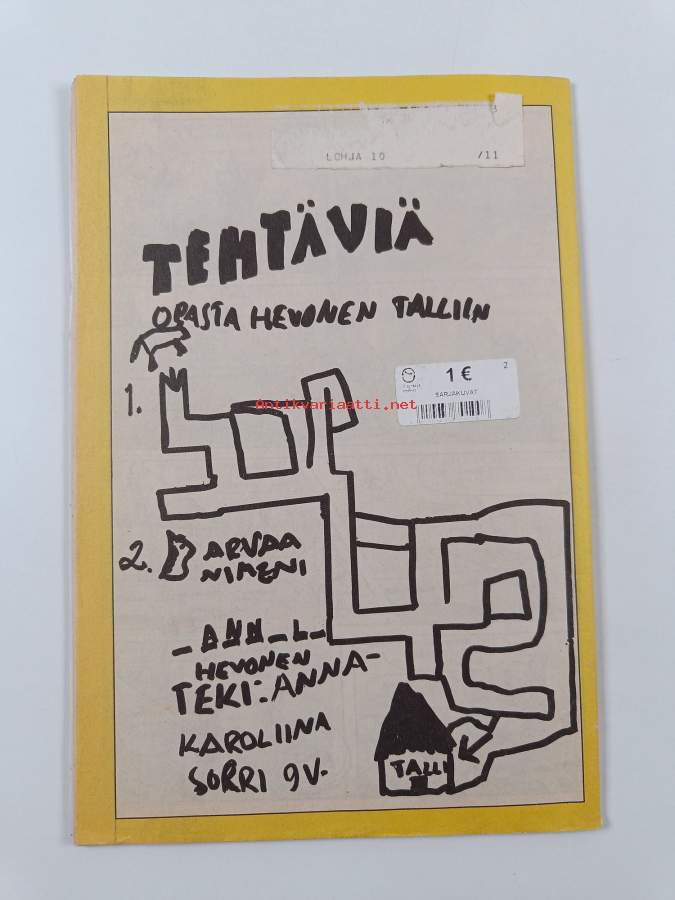 LOHJA 10 /11
TEHTÄVIÄ
OPASTA HEVONEN TALLIIN
1.
1 €
2
SARJAKUVAT
Antikvariaatti.net
2. ARVAA
NIMENI
HEVONEN
TEKI: ANNA-
KAROLIINA
SORRI 9V.
TALLI